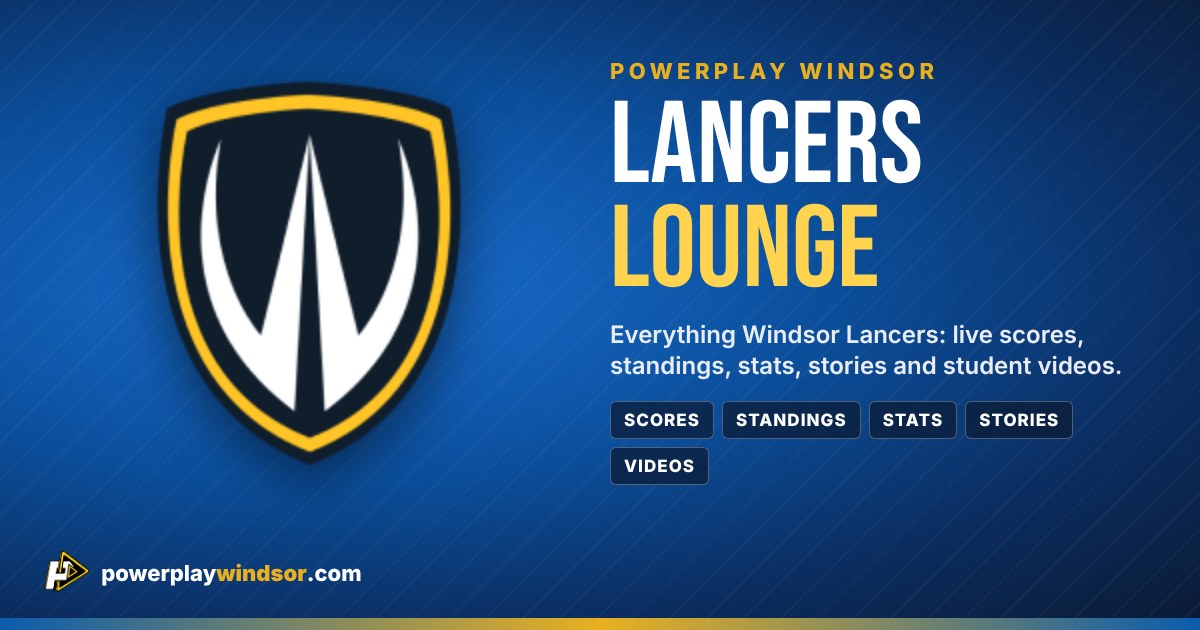 POWERPLAY WINDSOR
LANCERS
LOUNGE
Everything Windsor Lancers: live scores,
standings, stats, stories and student videos.
SCORES STANDINGS STATS STORIES
VIDEOS
powerplaywindsor.com